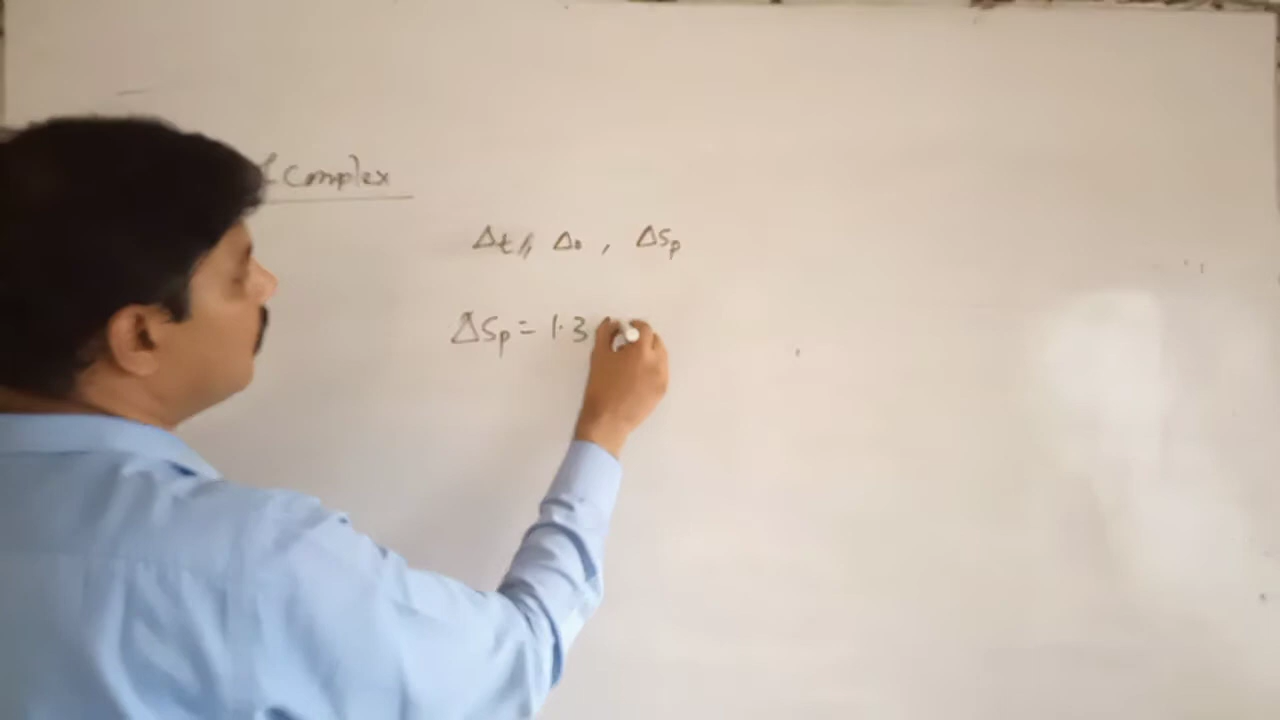 Complex
Δt, Δo, ΔSp
ΔSp = 1.3